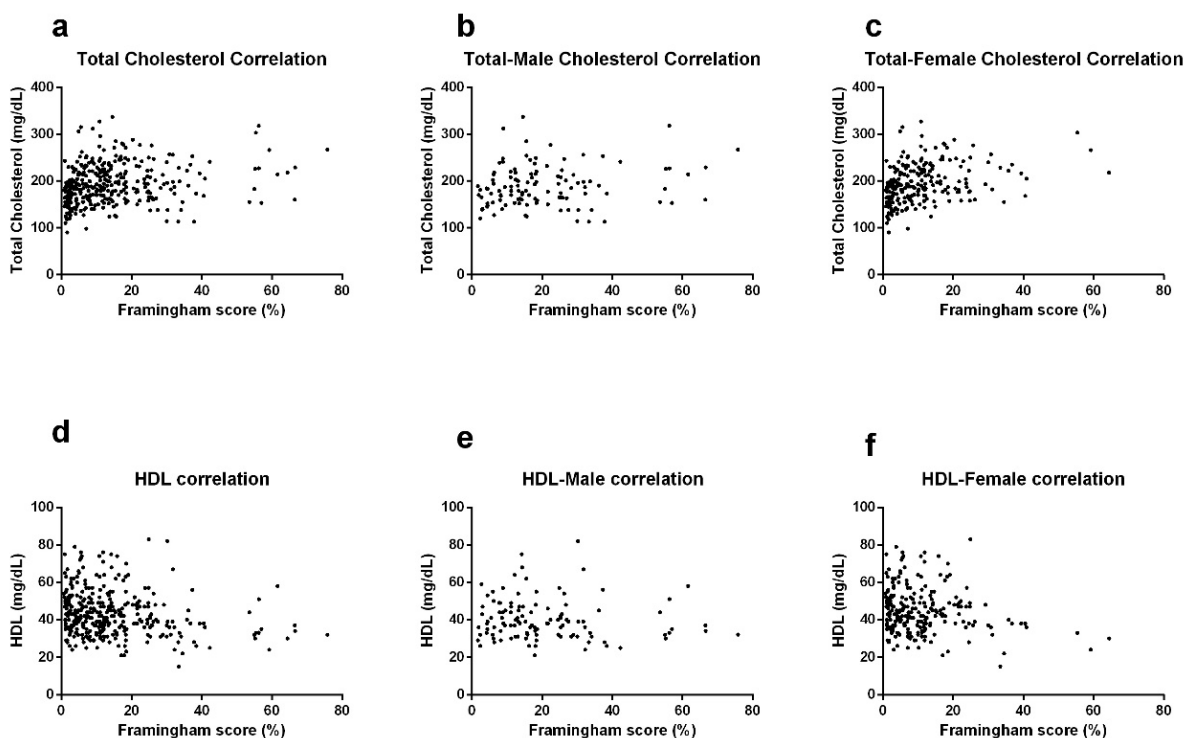 a
Total Cholesterol Correlation
400
300
200
100
0
Total Cholesterol (mg/dL)
0 20 40 60 80
Framingham score (%)
b
Total-Male Cholesterol Correlation
400
300
200
100
0
Total Cholesterol (mg/dL)
0 20 40 60 80
Framingham score (%)
c
Total-Female Cholesterol Correlation
400
300
200
100
0
Total Cholesterol (mg(dL)
0 20 40 60 80
Framingham score (%)
d
HDL correlation
100
80
60
40
20
0
HDL (mg/dL)
0 20 40 60 80
Framingham score (%)
e
HDL-Male correlation
100
80
60
40
20
0
HDL (mg/dL)
0 20 40 60 80
Framingham score (%)
f
HDL-Female correlation
100
80
60
40
20
0
HDL (mg/dL)
0 20 40 60 80
Framingham score (%)